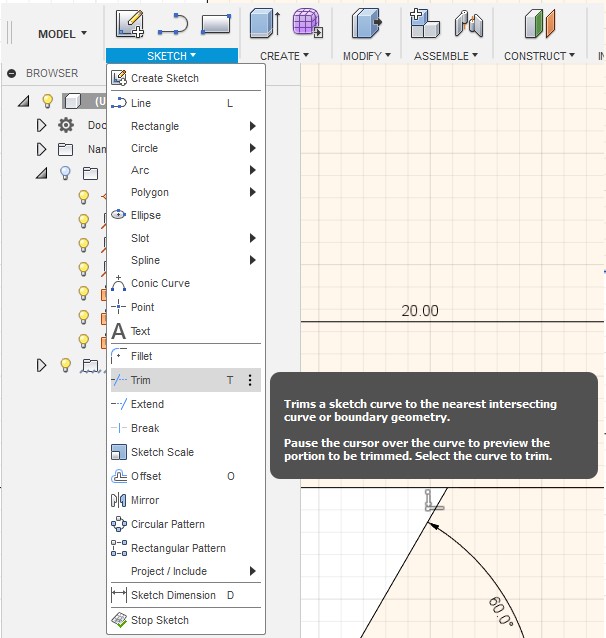 MODEL
SKETCH
CREATE
MODIFY
ASSEMBLE
CONSTRUCT
BROWSER
(U
Doc
Nan
Create Sketch
Line L
Rectangle
Circle
Arc
Polygon
Ellipse
Slot
Spline
Conic Curve
Point
Text
Fillet
Trim T
Extend
Break
Sketch Scale
Offset O
Mirror
Circular Pattern
Rectangular Pattern
Project / Include
Sketch Dimension D
Stop Sketch
20.00
Trims a sketch curve to the nearest intersecting
curve or boundary geometry.
Pause the cursor over the curve to preview the
portion to be trimmed. Select the curve to trim.
60.0°